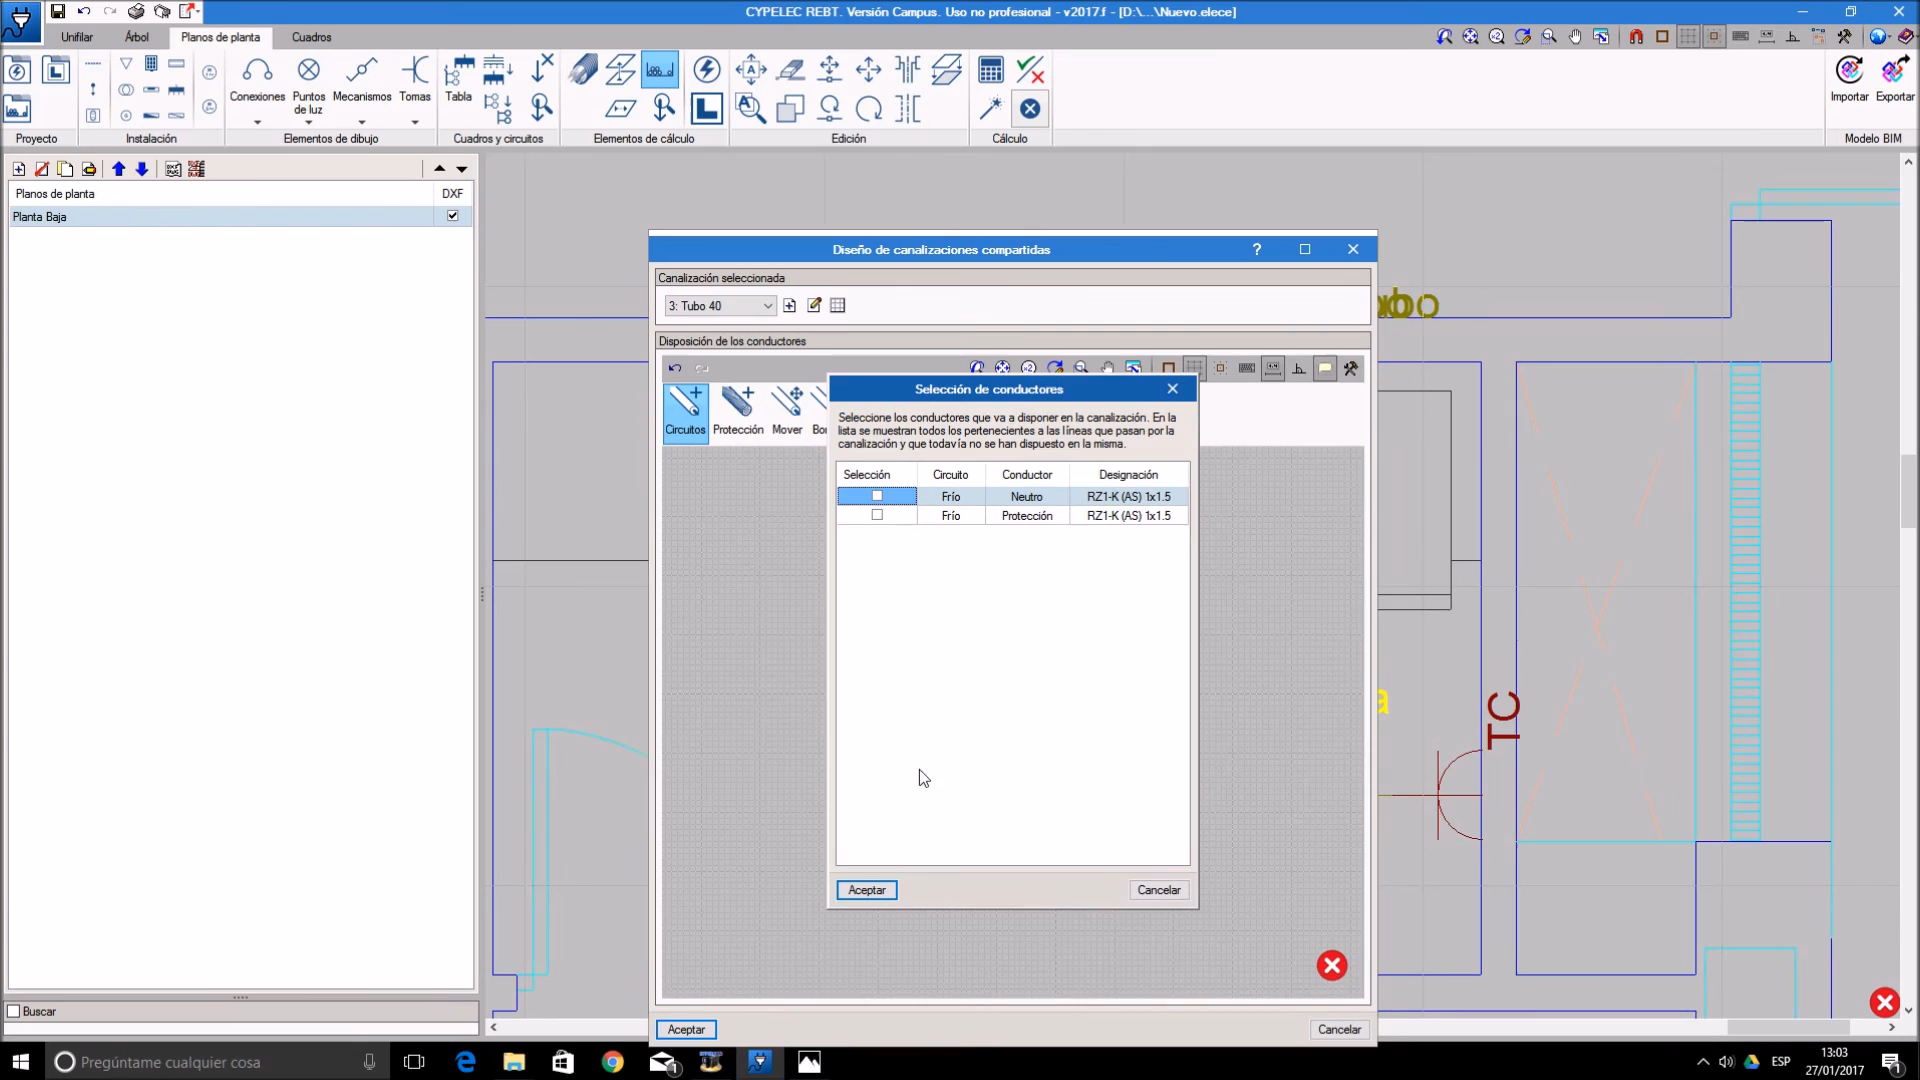 CYPELEC REBT. Versión Campus. Uso no profesional - v2017.f - [D:\...\Nuevo.elece]
Unifilar Árbol Planos de planta Cuadros
Conexiones Puntos de luz Mecanismos Tomas Tabla Importar Exportar
Proyecto Instalación Elementos de dibujo Cuadros y circuitos Elementos de cálculo Edición Cálculo Modelo BIM
Planos de planta DXF
Planta Baja
Diseño de canalizaciones compartidas
Canalización seleccionada
3: Tubo 40
Disposición de los conductores
Circuitos Protección Mover
Selección de conductores
Seleccione los conductores que va a disponer en la canalización. En la
lista se muestran todos los pertenecientes a las líneas que pasan por la
canalización y que todavía no se han dispuesto en la misma.
Selección Circuito Conductor Designación
Frío Neutro RZ1-K (AS) 1x1.5
Frío Protección RZ1-K (AS) 1x1.5
Aceptar Cancelar
TC
Buscar
Aceptar Cancelar
Pregúntame cualquier cosa
ESP
13:03
27/01/2017